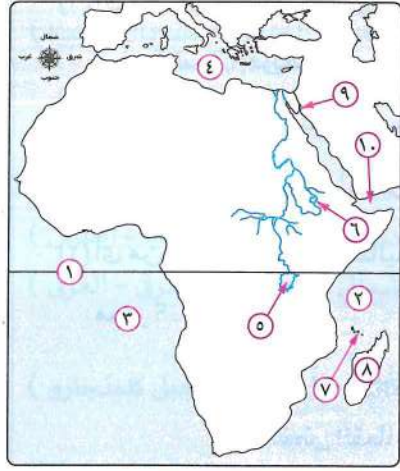 شمال
شرق
غرب
جنوب
٤
٩
١٠
٦
١
٢
٣
٥
٧
٨